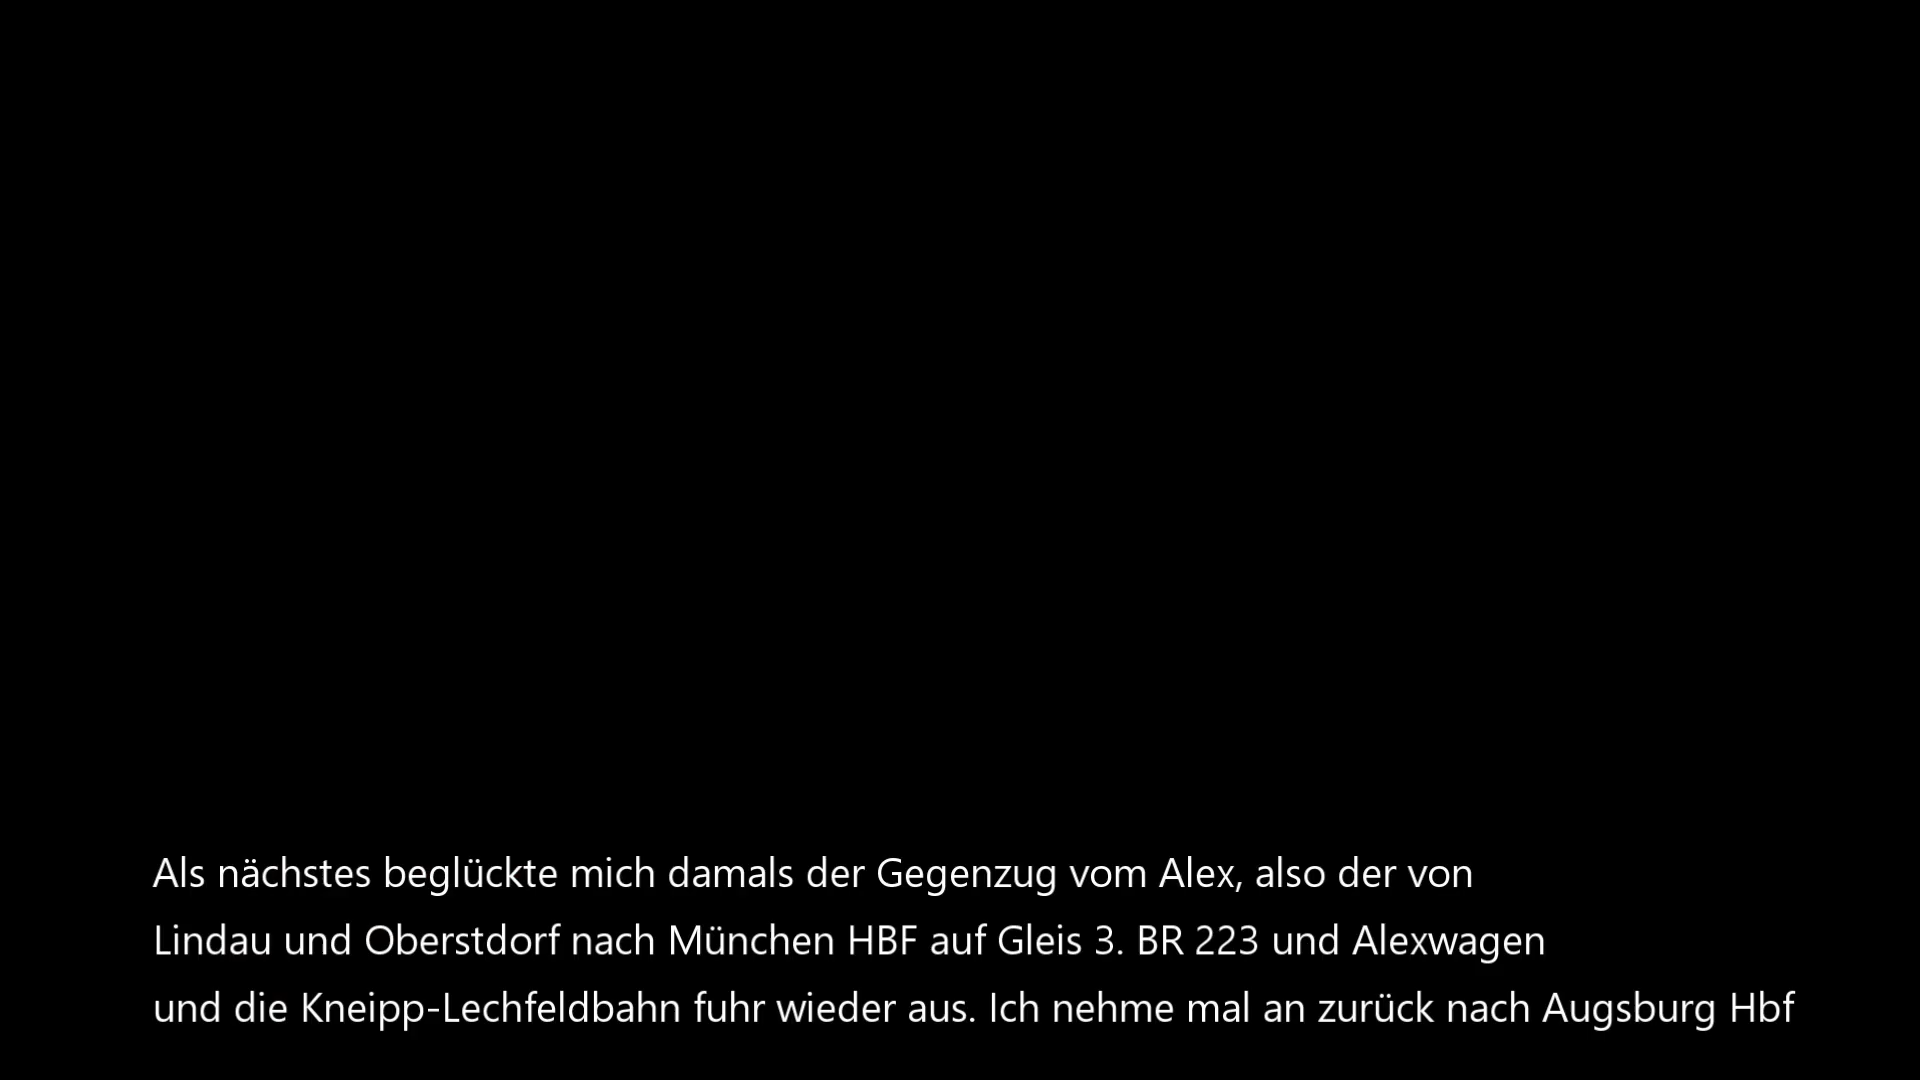 Als nächstes beglückte mich damals der Gegenzug vom Alex, also der von
Lindau und Oberstdorf nach München HBF auf Gleis 3. BR 223 und Alexwagen
und die Kneipp-Lechfeldbahn fuhr wieder aus. Ich nehme mal an zurück nach Augsburg Hbf